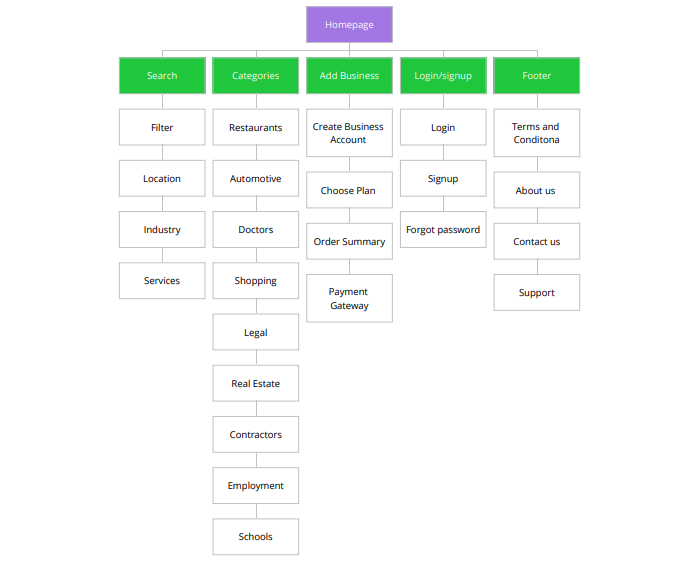 Homepage
Search
Categories
Add Business
Login/signup
Footer
Filter
Location
Industry
Services
Restaurants
Automotive
Doctors
Shopping
Legal
Real Estate
Contractors
Employment
Schools
Create Business
Account
Choose Plan
Order Summary
Payment
Gateway
Login
Signup
Forgot password
Terms and
Conditona
About us
Contact us
Support